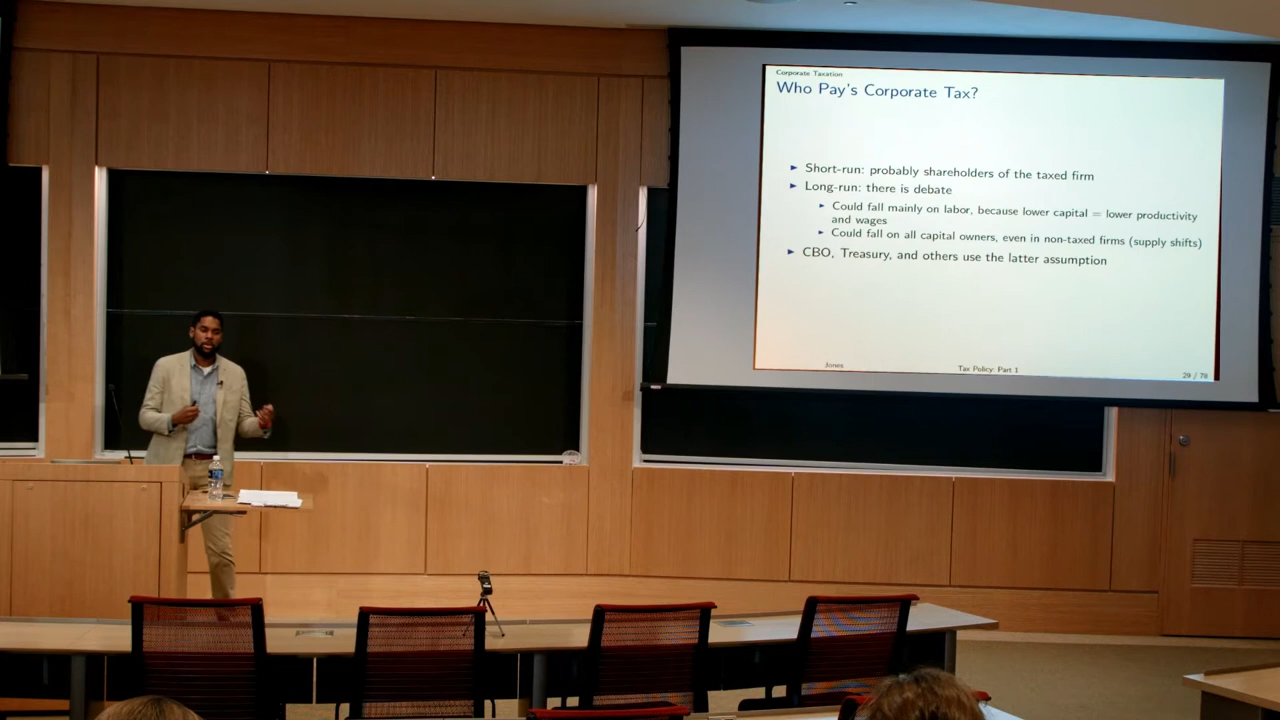 Corporate Taxation
Who Pay's Corporate Tax?
Short-run: probably shareholders of the taxed firm
Long-run: there is debate
Could fall mainly on labor, because lower capital = lower productivity
and wages
Could fall on all capital owners, even in non-taxed firms (supply shifts)
CBO, Treasury, and others use the latter assumption
Jones
Tax Policy: Part 1
29 / 78